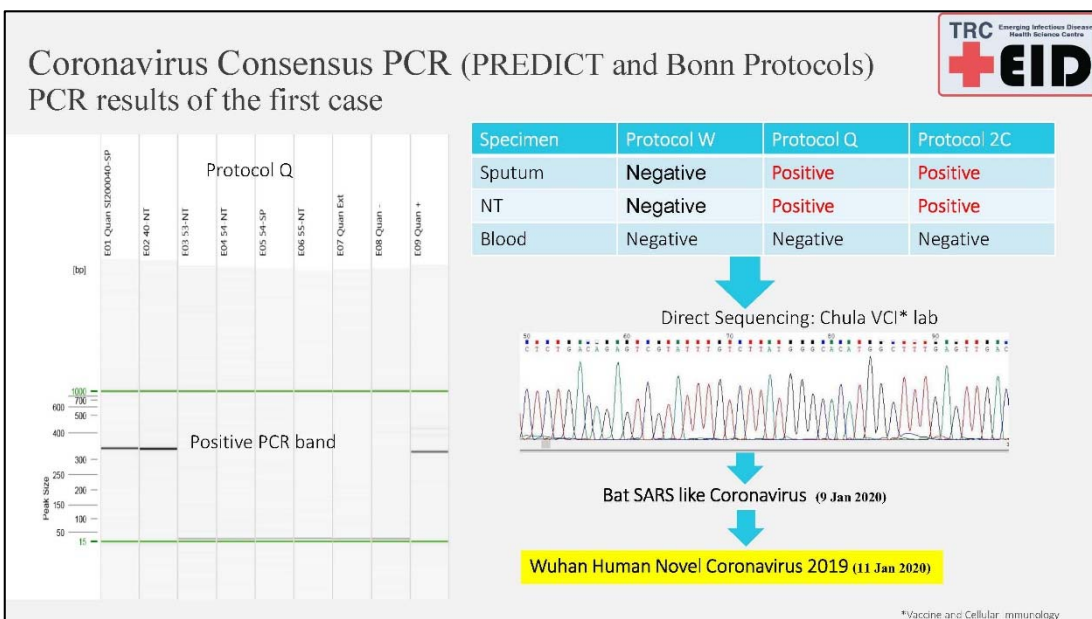 TRC Emerging Infectious Disease
Health Science Centre
EID
Coronavirus Consensus PCR (PREDICT and Bonn Protocols)
PCR results of the first case
Protocol Q
E01 Quan SI200040-SP
E02 40-NT
E03 53-NT
E04 54-NT
E05 54-SP
E06 55-NT
E07 Quan Ext
E08 Quan -
E09 Quan +
[bp]
1000
700
600
500
400
300
250
200
150
100
50
15
Peak Size
Positive PCR band
Specimen Protocol W Protocol Q Protocol 2C
Sputum Negative Positive Positive
NT Negative Positive Positive
Blood Negative Negative Negative
Direct Sequencing: Chula VCI* lab
50 60 70 80 90
C T C T G A C A G A G T C G T A T T T G T C T T A T G G G C A C A T G G C T T T G A G T T G A C
Bat SARS like Coronavirus (9 Jan 2020)
Wuhan Human Novel Coronavirus 2019 (11 Jan 2020)
*Vaccine and Cellular Immunology